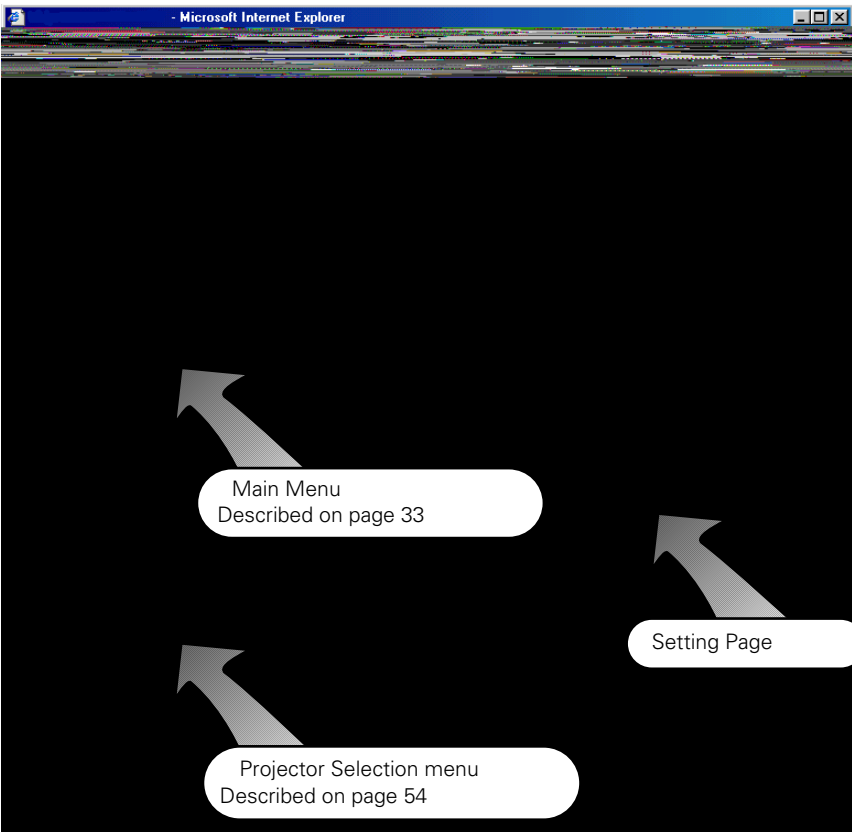 - Microsoft Internet Explorer
Main Menu
Described on page 33
Setting Page
Projector Selection menu
Described on page 54